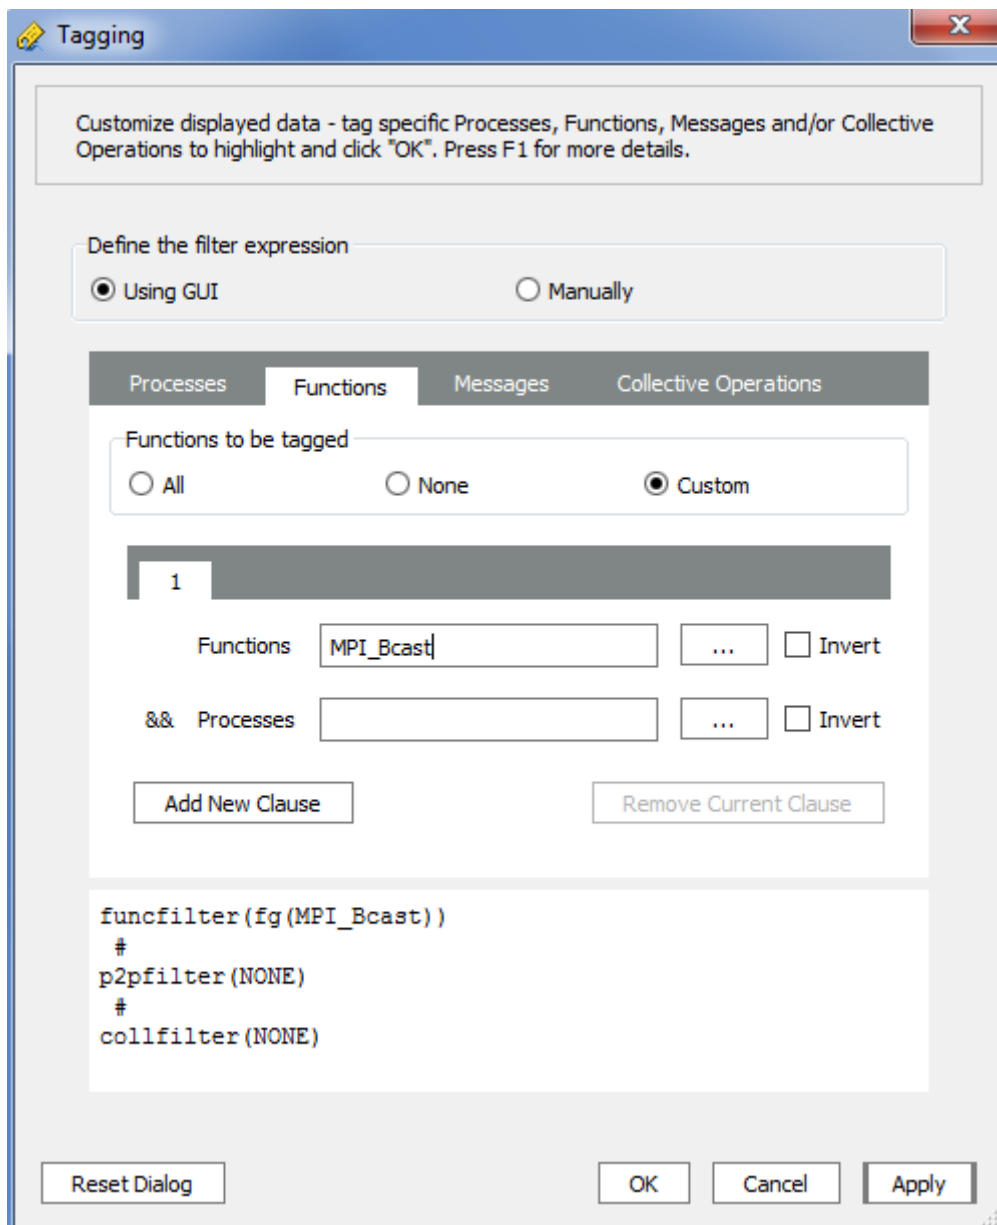 Tagging
x
Customize displayed data - tag specific Processes, Functions, Messages and/or Collective
Operations to highlight and click "OK". Press F1 for more details.
Define the filter expression
Using GUI Manually
Processes Functions Messages Collective Operations
Functions to be tagged
All None Custom
1
Functions MPI_Bcast ... Invert
&& Processes ... Invert
Add New Clause Remove Current Clause
funcfilter(fg(MPI_Bcast))
#
p2pfilter(NONE)
#
collfilter(NONE)
Reset Dialog OK Cancel Apply